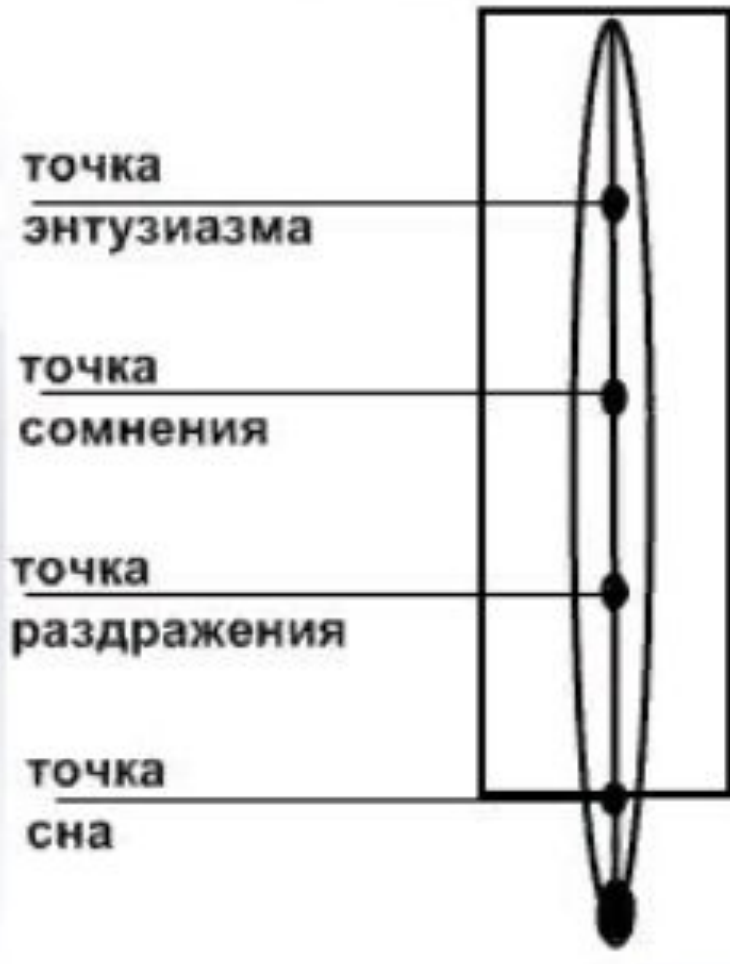 точка
энтузиазма
точка
сомнения
точка
раздражения
точка
сна